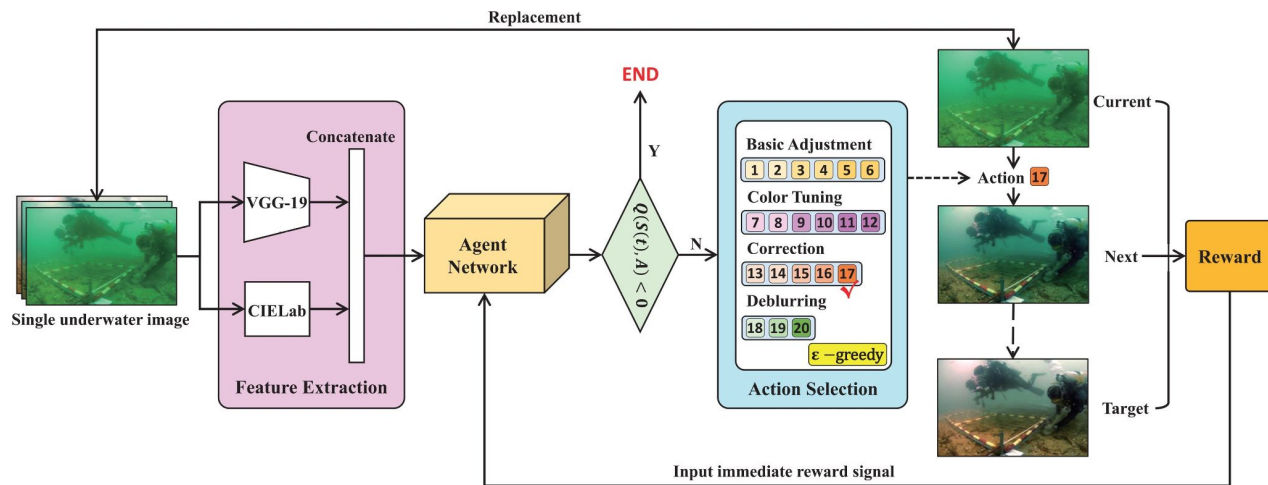 Replacement
END
Concatenate
Current
Basic Adjustment
1 2 3 4 5 6
Y
VGG-19
Action 17
Color Tuning
7 8 9 10 11 12
Q(S(t),A) < 0
Agent
Network
N
Correction
13 14 15 16 17
Next
Reward
Deblurring
CIELab
Single underwater image
18 19 20
ε −greedy
Feature Extraction
Action Selection
Target
Input immediate reward signal